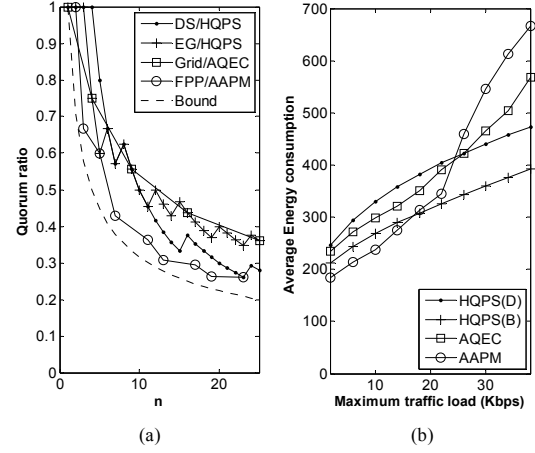 Quorum ratio
1
0.9
0.8
0.7
0.6
0.5
0.4
0.3
0.2
0.1
0
0 10 20
n
DS/HQPS
EG/HQPS
Grid/AQEC
FPP/AAPM
Bound
(a)
Average Energy consumption
700
600
500
400
300
200
100
0
10 20 30
Maximum traffic load (Kbps)
HQPS(D)
HQPS(B)
AQEC
AAPM
(b)